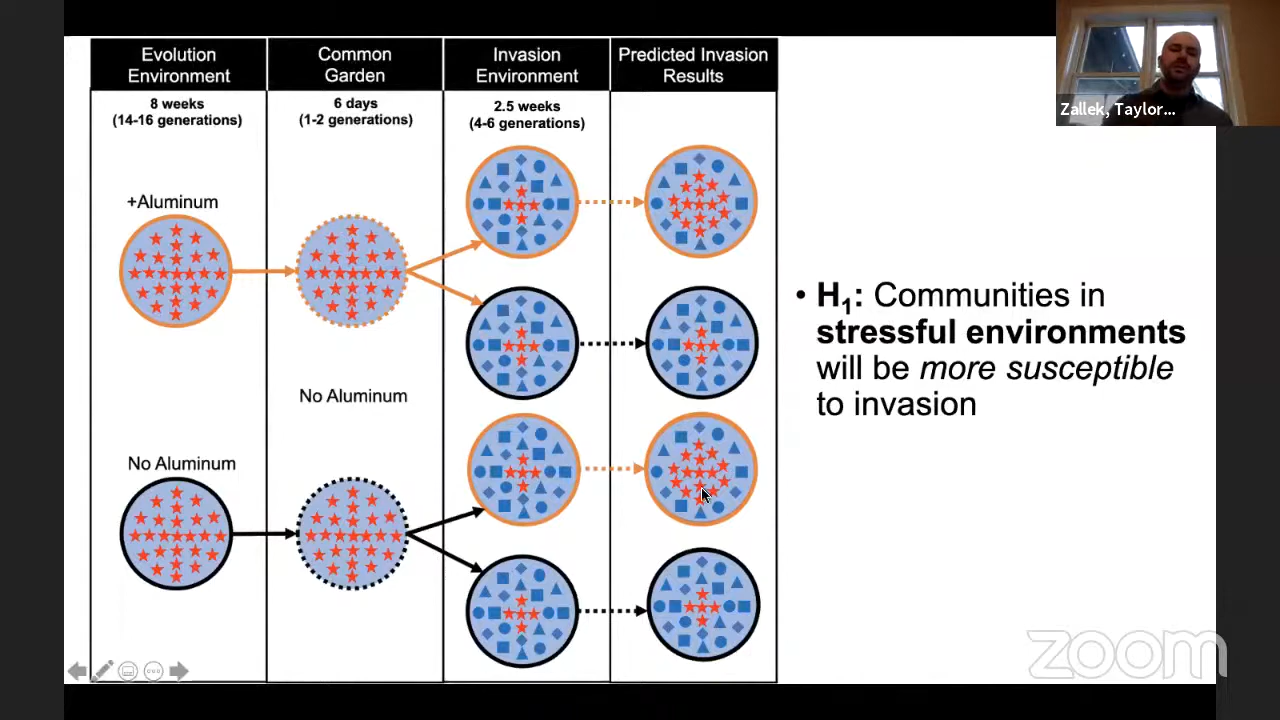 Evolution
Environment
Common
Garden
Invasion
Environment
Predicted Invasion
Results
8 weeks
(14-16 generations)
6 days
(1-2 generations)
2.5 weeks
(4-6 generations)
+Aluminum
No Aluminum
No Aluminum
• H1: Communities in
stressful environments
will be more susceptible
to invasion
Zallek, Taylor...
zoom